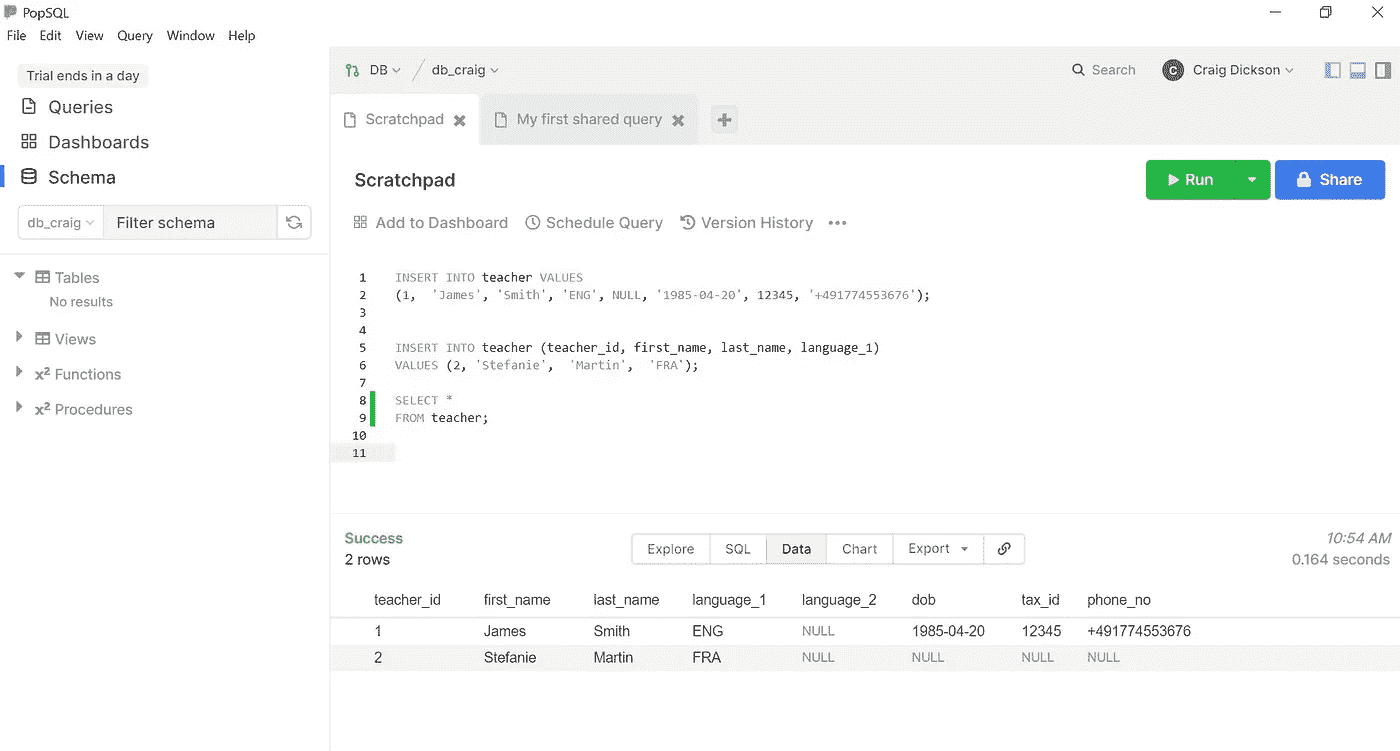 PopSQL
File Edit View Query Window Help
Trial ends in a day
Queries
Dashboards
Schema
db_craig Filter schema
Tables
No results
Views
x² Functions
x² Procedures
DB db_craig Search C Craig Dickson
Scratchpad My first shared query
Scratchpad Run Share
Add to Dashboard Schedule Query Version History
1 INSERT INTO teacher VALUES
2 (1,  'James', 'Smith', 'ENG', NULL, '1985-04-20', 12345, '+491774553676');
3
4
5 INSERT INTO teacher (teacher_id, first_name, last_name, language_1)
6 VALUES (2, 'Stefanie',  'Martin',  'FRA');
7
8 SELECT *
9 FROM teacher;
10
11
Success Explore SQL Data Chart Export 10:54 AM
2 rows 0.164 seconds
teacher_id first_name last_name language_1 language_2 dob tax_id phone_no
1 James Smith ENG NULL 1985-04-20 12345 +491774553676
2 Stefanie Martin FRA NULL NULL NULL NULL